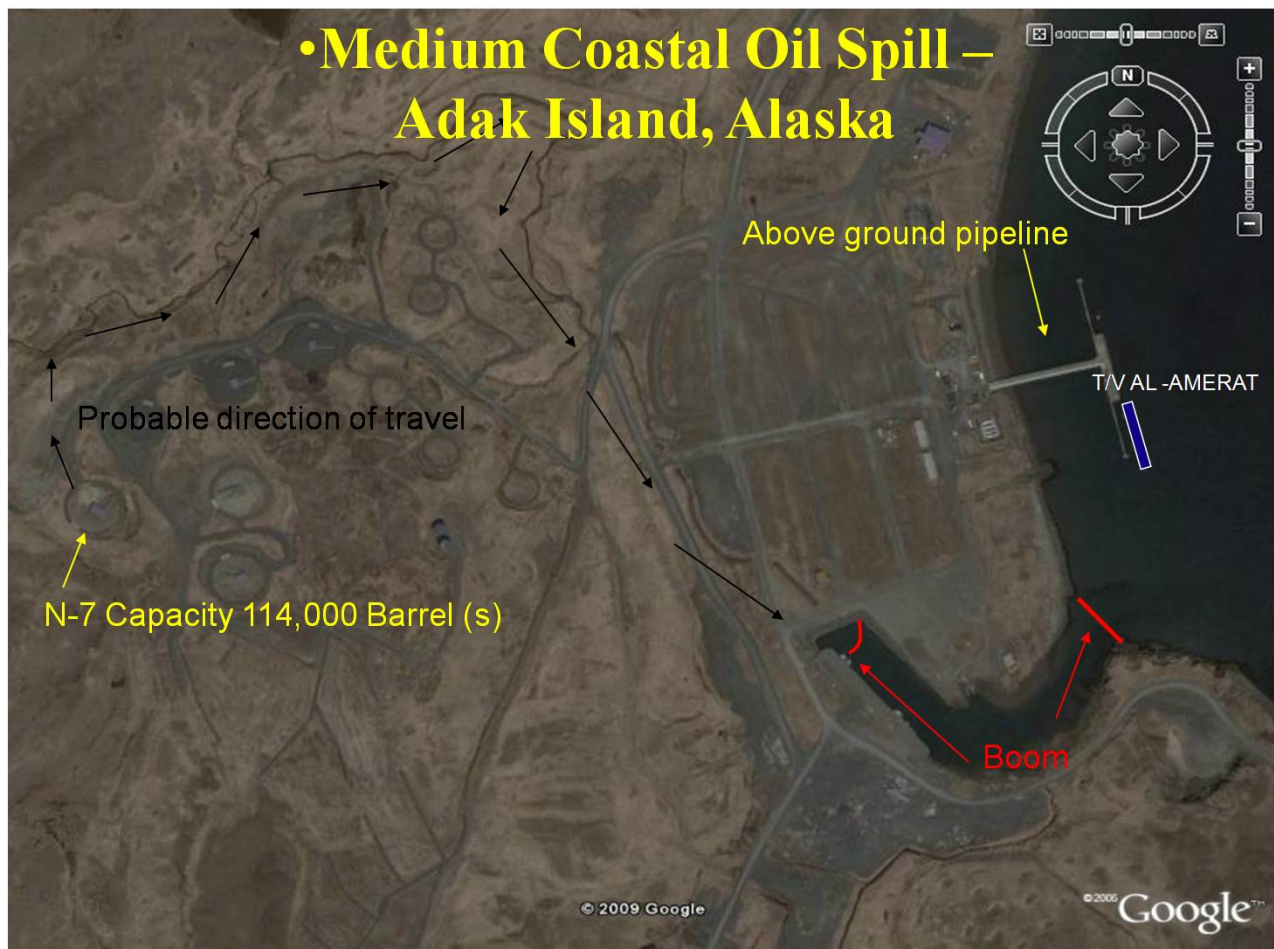 •Medium Coastal Oil Spill –
Adak Island, Alaska
N
Above ground pipeline
T/V AL -AMERAT
Probable direction of travel
N-7 Capacity 114,000 Barrel (s)
Boom
© 2009 Google
©2006 Google™